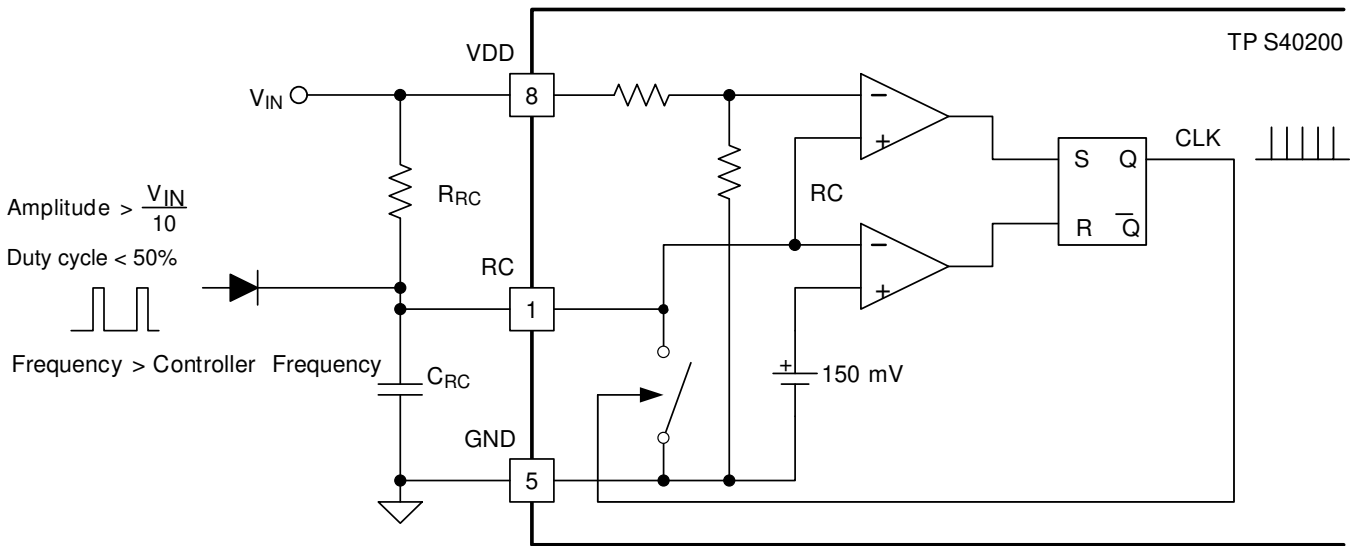 TP S40200
VDD
8
VIN
CLK
S Q
R Q
RRC
RC
Amplitude > VIN
10
Duty cycle < 50%
RC
1
Frequency > Controller Frequency
CRC
+ 150 mV
GND
5
− +
− +